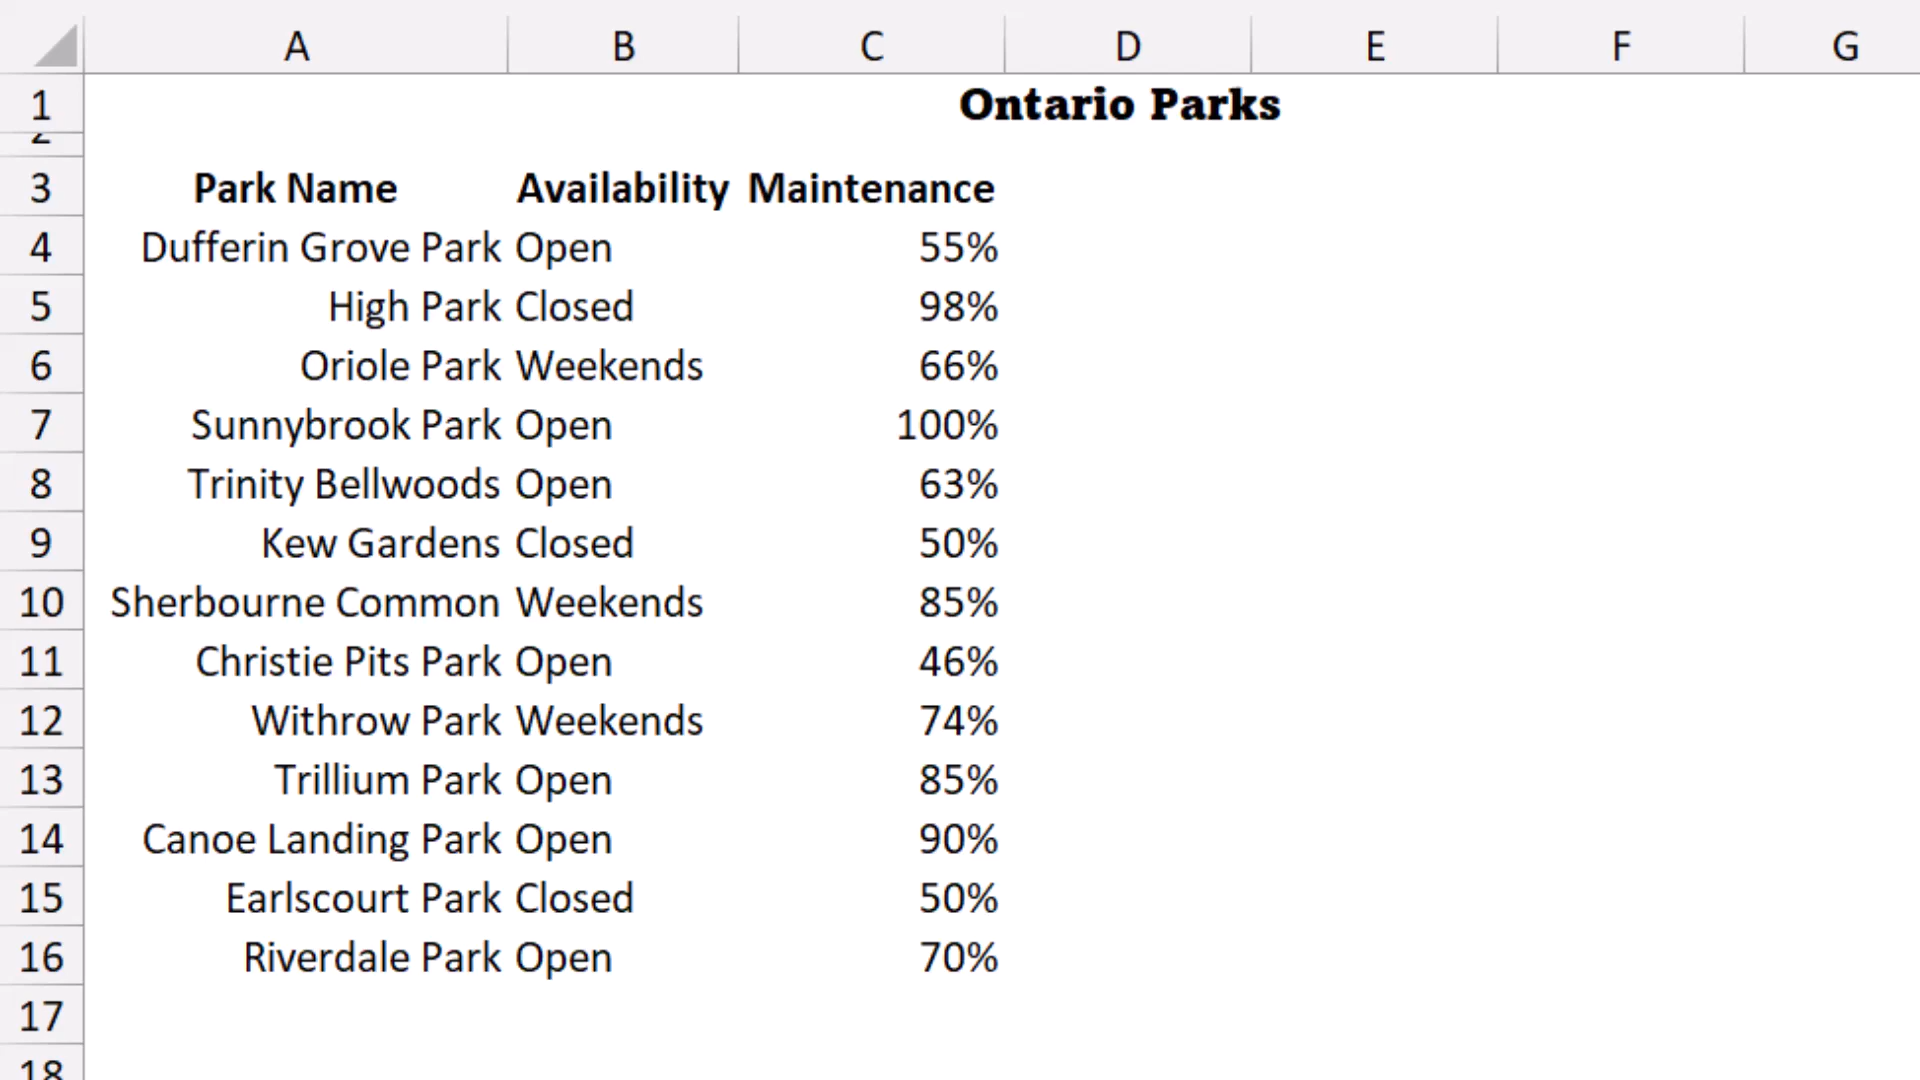 A B C D E F G
1 Ontario Parks
2
3 Park Name Availability Maintenance
4 Dufferin Grove Park Open 55%
5 High Park Closed 98%
6 Oriole Park Weekends 66%
7 Sunnybrook Park Open 100%
8 Trinity Bellwoods Open 63%
9 Kew Gardens Closed 50%
10 Sherbourne Common Weekends 85%
11 Christie Pits Park Open 46%
12 Withrow Park Weekends 74%
13 Trillium Park Open 85%
14 Canoe Landing Park Open 90%
15 Earlscourt Park Closed 50%
16 Riverdale Park Open 70%
17
18